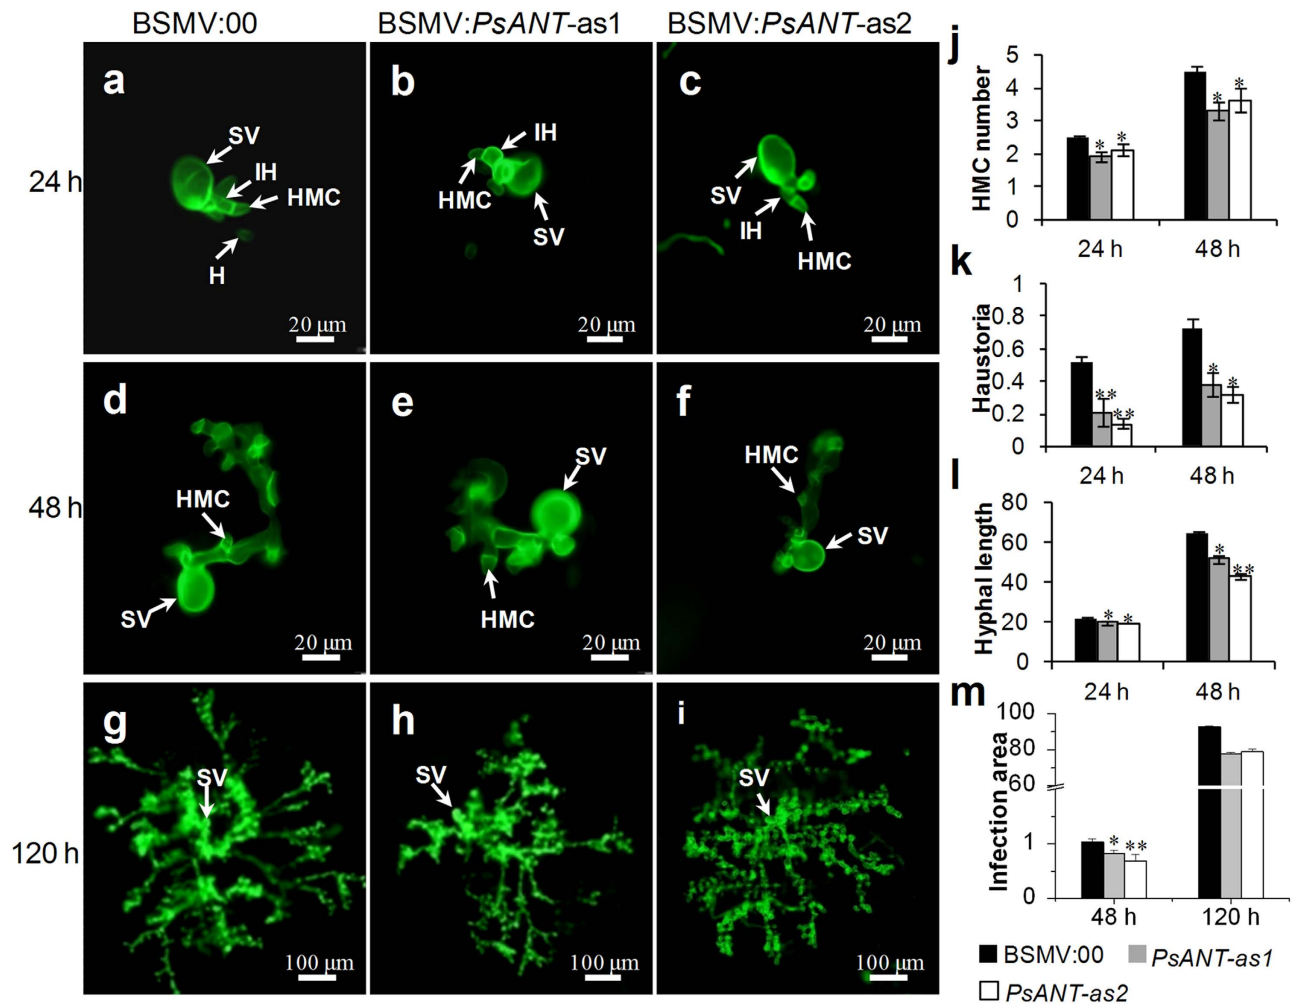 BSMV:00 BSMV:PsANT-as1 BSMV:PsANT-as2
24 h
a
SV
IH
HMC
H
20 µm
b
IH
HMC
SV
20 µm
c
SV
IH
HMC
20 µm
48 h
d
HMC
SV
20 µm
e
SV
HMC
20 µm
f
HMC
SV
20 µm
120 h
g
SV
100 µm
h
SV
100 µm
i
SV
100 µm
j
HMC number
5
4
3
2
1
0
* * * *
24 h 48 h
k
Haustoria
1
0.8
0.6
0.4
0.2
0
** ** * *
24 h 48 h
l
Hyphal length
80
60
40
20
0
* * * **
24 h 48 h
m
Infection area
100
80
60
1
0
* **
48 h 120 h
BSMV:00 PsANT-as1
PsANT-as2